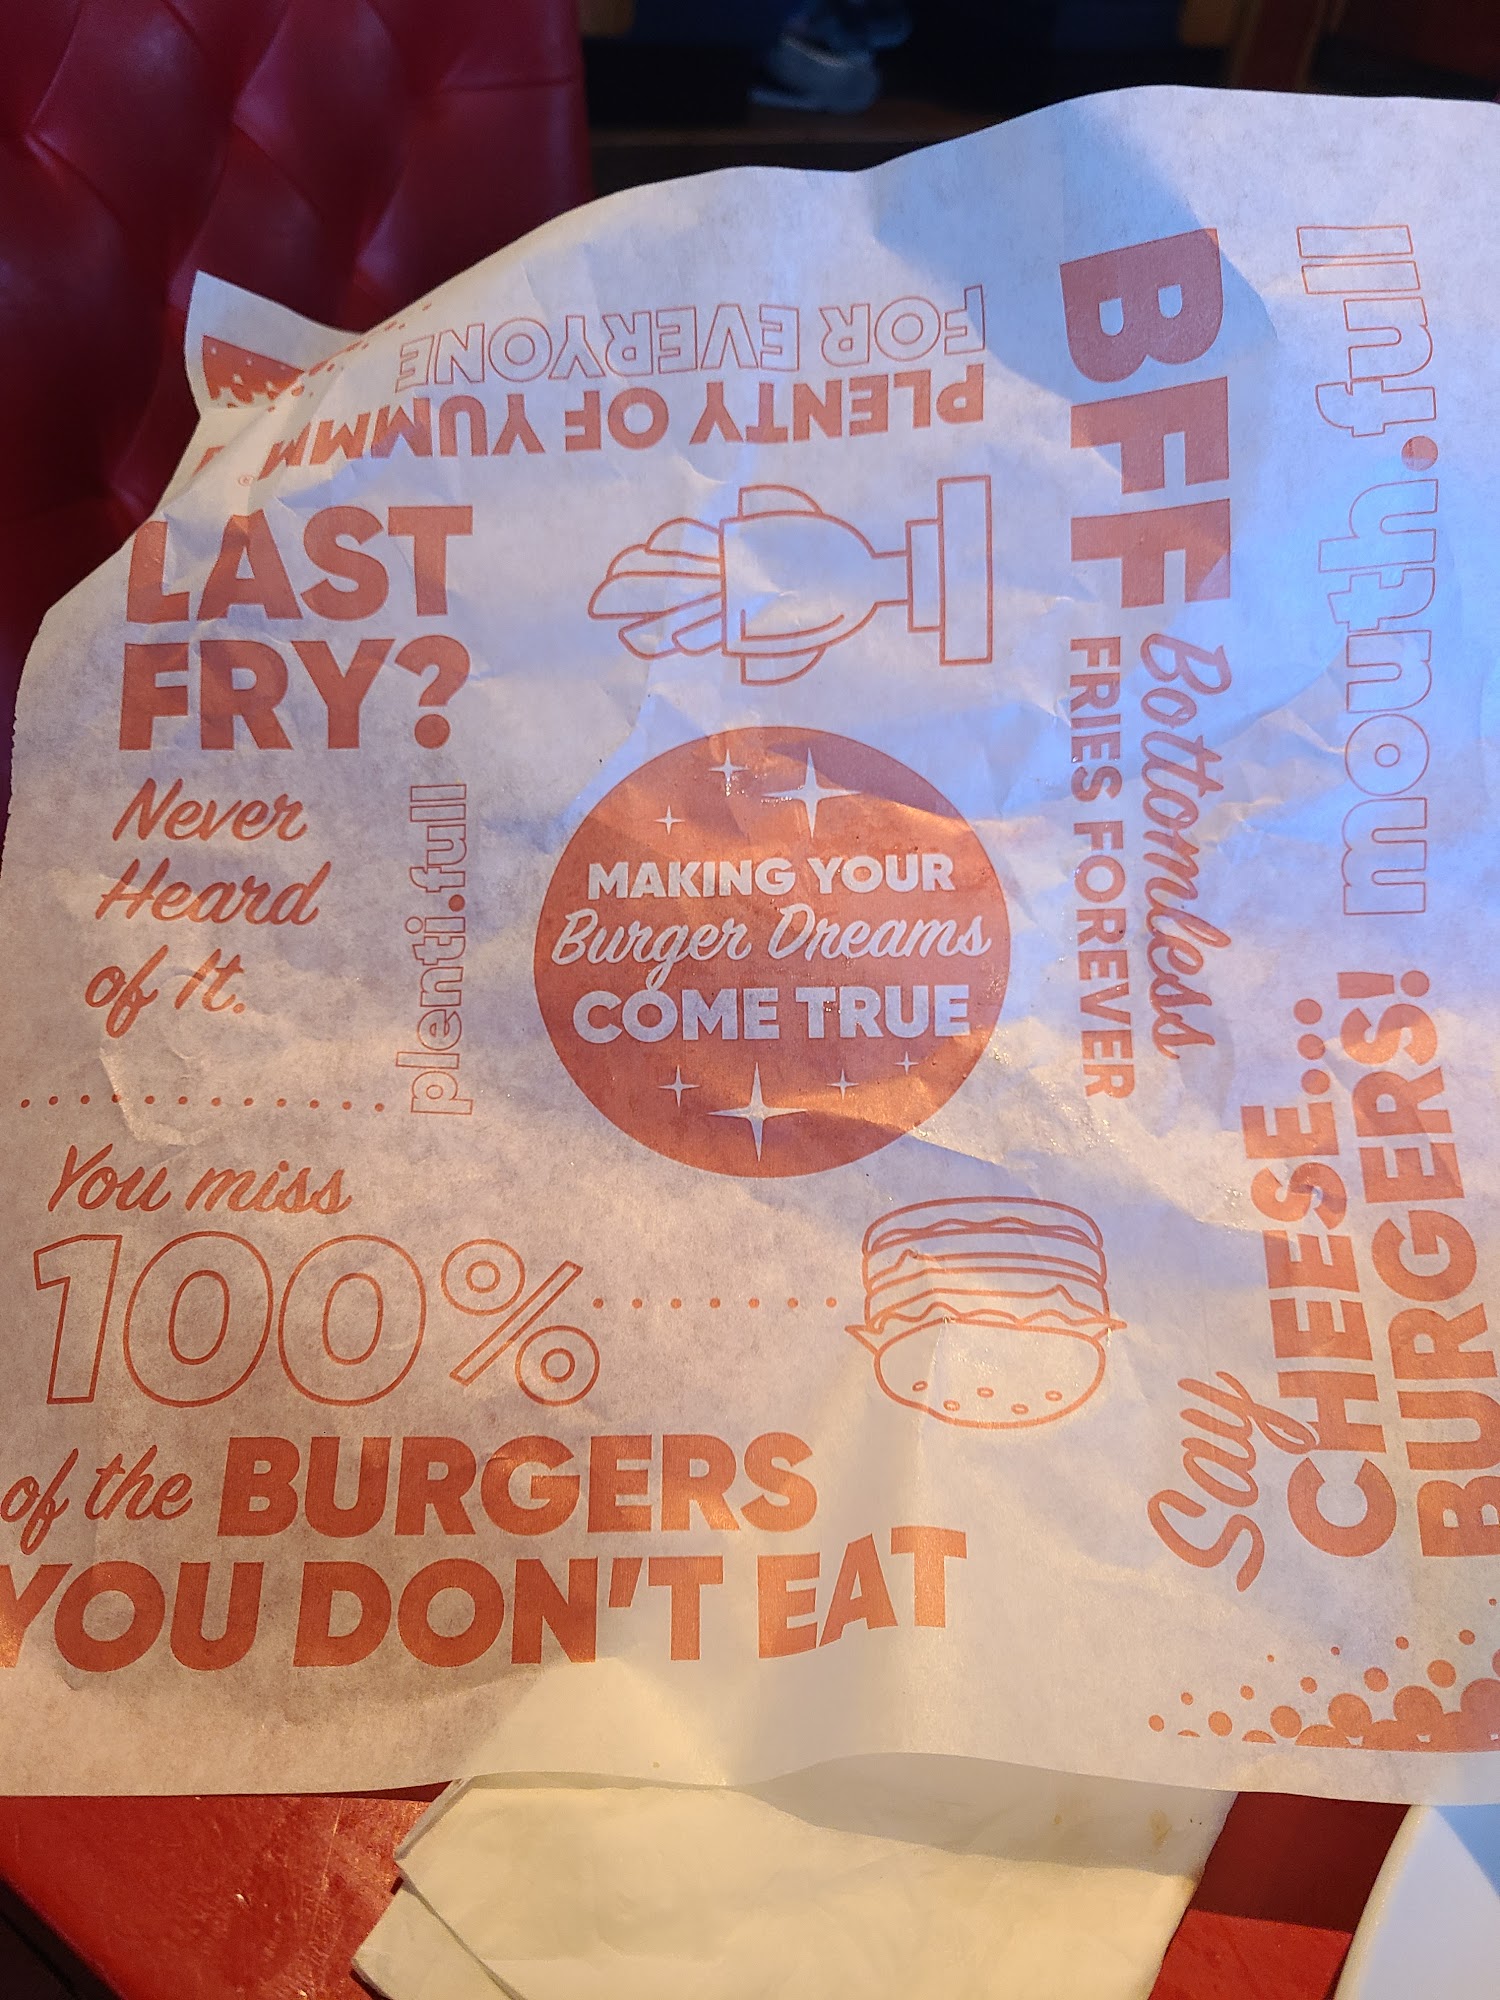 PLENTY OF YUMMM
FOR EVERYONE
LAST
FRY?
Never
Heard
of It.
plenti.full
MAKING YOUR
Burger Dreams
COME TRUE
BFF
Bottomless
FRIES FOREVER
mouth.full
Say
CHEESE...
BURGERS!
You miss
100%
of the BURGERS
YOU DON'T EAT